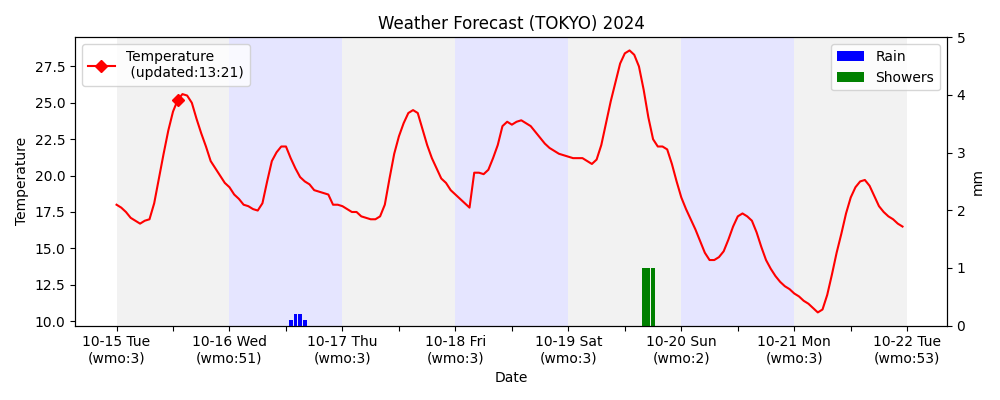 Weather Forecast (TOKYO) 2024
Temperature
(updated:13:21)
Rain
Showers
Temperature
27.5
25.0
22.5
20.0
17.5
15.0
12.5
10.0
5
4
3
2
1
0
mm
10-15 Tue
(wmo:3)
10-16 Wed
(wmo:51)
10-17 Thu
(wmo:3)
10-18 Fri
(wmo:3)
10-19 Sat
(wmo:3)
10-20 Sun
(wmo:2)
10-21 Mon
(wmo:3)
10-22 Tue
(wmo:53)
Date